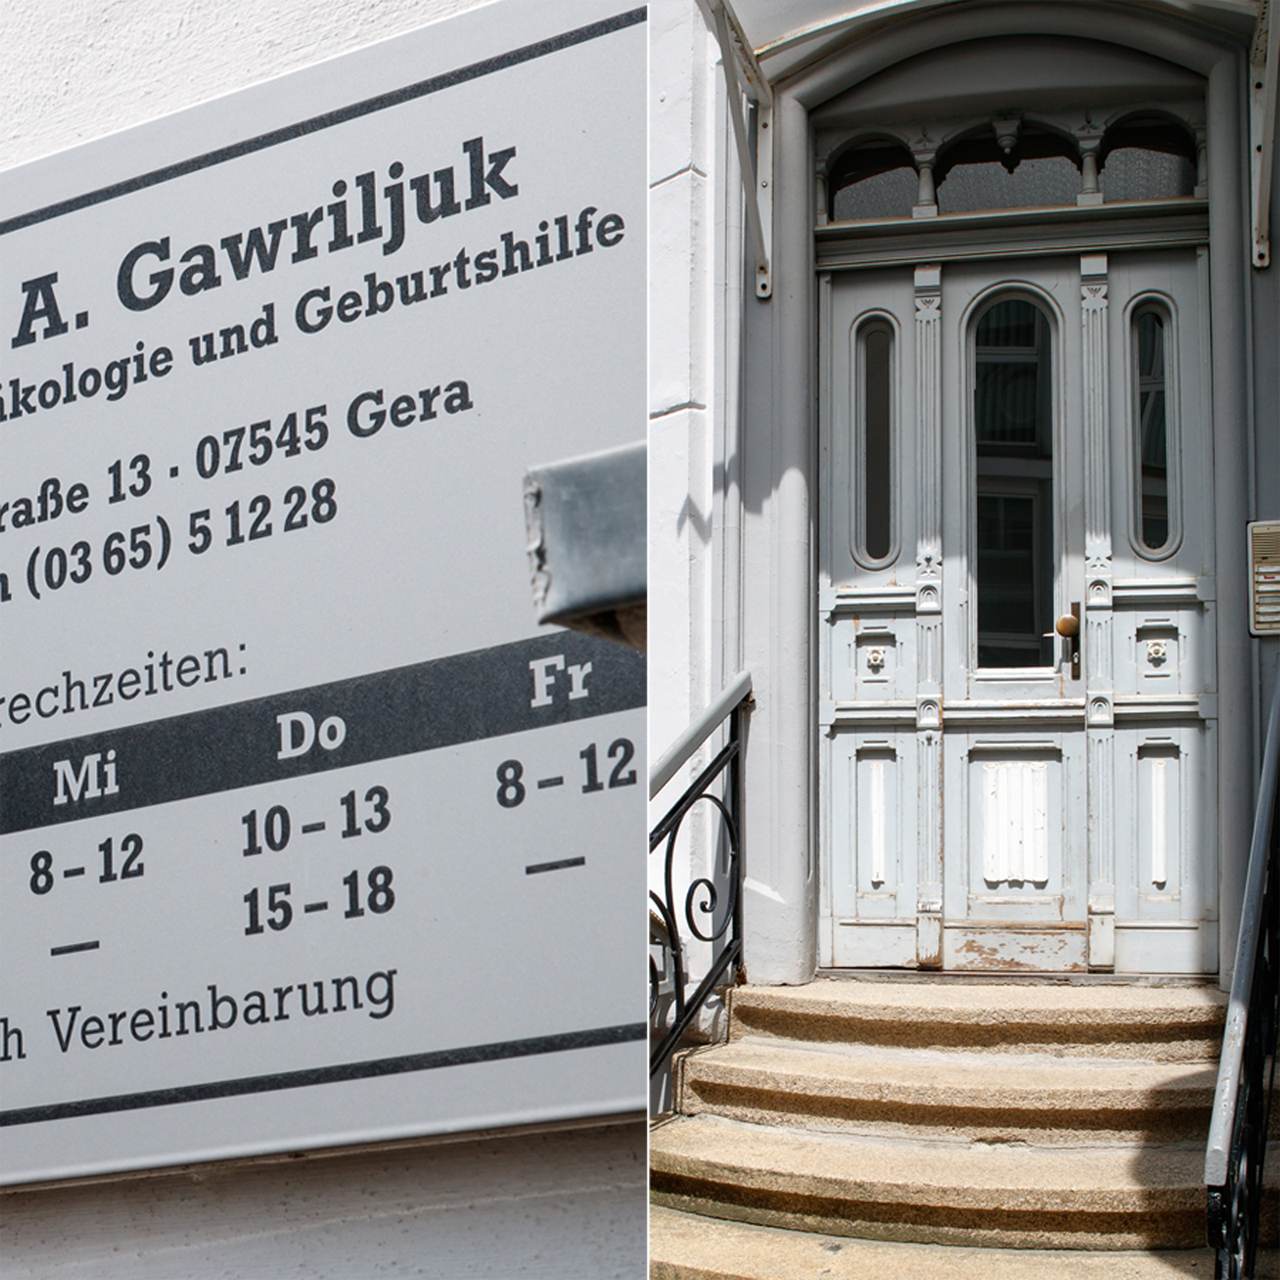 A. Gawriljuk
äkologie und Geburtshilfe
raße 13 · 07545 Gera
n (03 65) 5 12 28
rechzeiten:
Mi Do Fr
8 – 12 10 – 13 8 – 12
— 15 – 18 —
h Vereinbarung